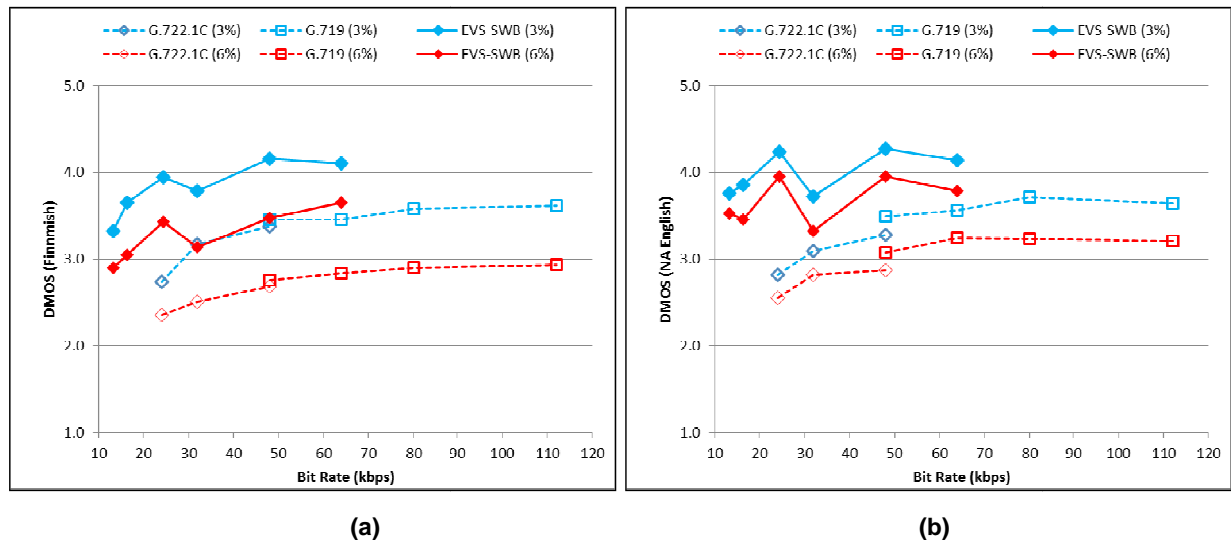 G.722.1C (3%) G.719 (3%) EVS-SWB (3%)
G.722.1C (6%) G.719 (6%) EVS-SWB (6%)
5.0
4.0
3.0
2.0
1.0
DMOS (Finnmish)
10 20 30 40 50 60 70 80 90 100 110 120
Bit Rate (kbps)
(a)
G.722.1C (3%) G.719 (3%) EVS-SWB (3%)
G.722.1C (6%) G.719 (6%) EVS-SWB (6%)
5.0
4.0
3.0
2.0
1.0
DMOS (NA English)
10 20 30 40 50 60 70 80 90 100 110 120
Bit Rate (kbps)
(b)